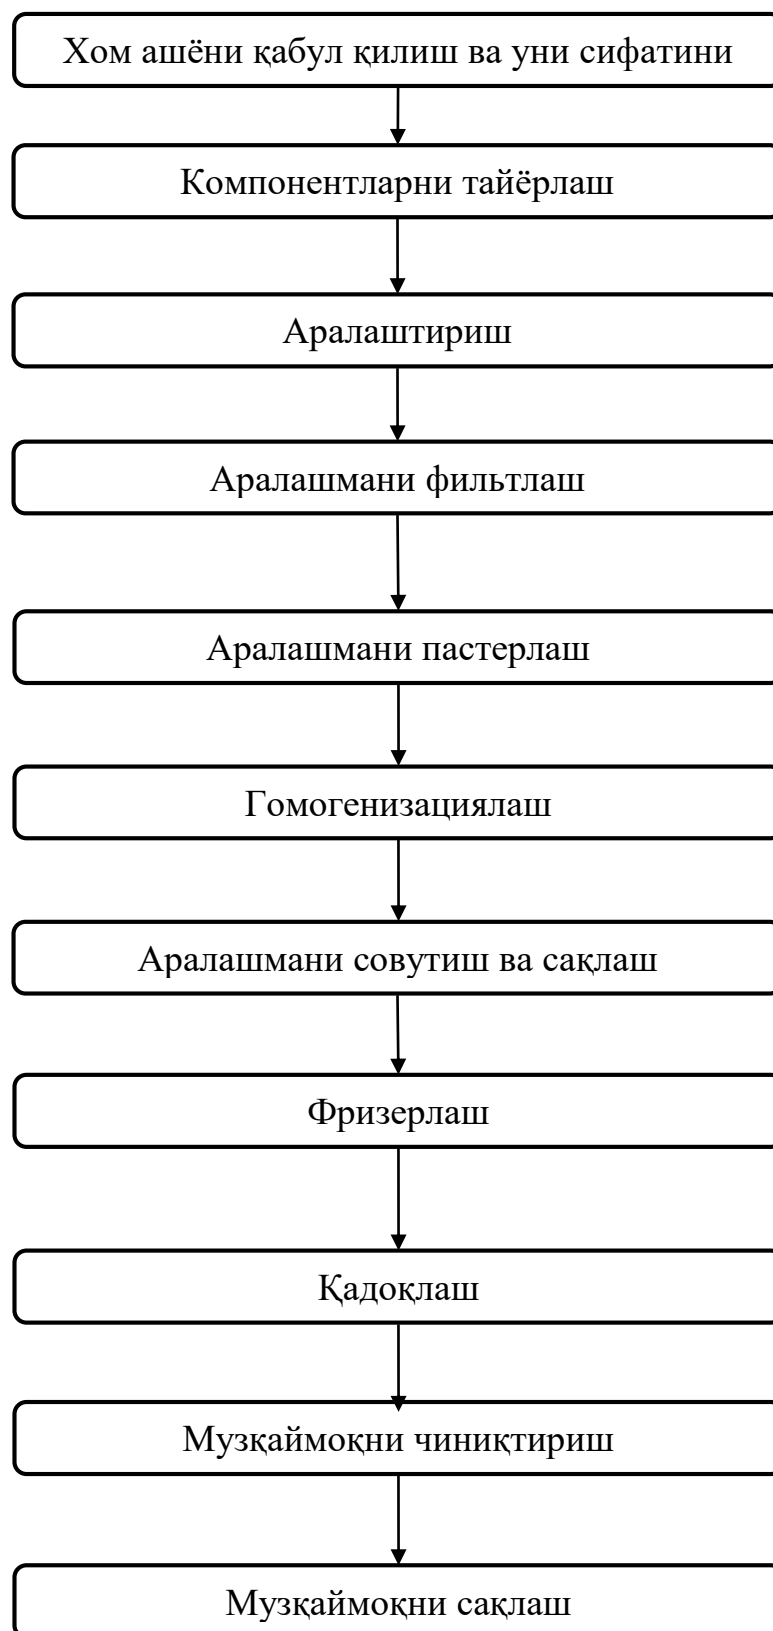 Хом ашёни қабул қилиш ва уни сифатини
Компонентларни тайёрлаш
Аралаштириш
Аралашмани фильтлаш
Аралашмани пастерлаш
Гомогенизациялаш
Аралашмани совутиш ва сақлаш
Фризерлаш
Қадоқлаш
Музқаймоқни чиниқтириш
Музқаймоқни сақлаш